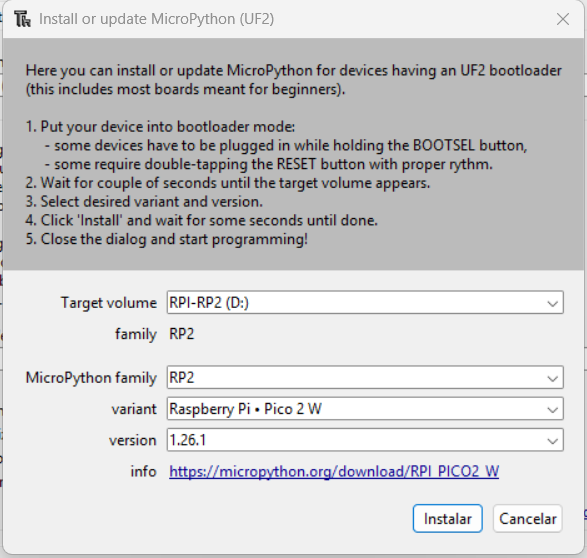 Install or update MicroPython (UF2)
Here you can install or update MicroPython for devices having an UF2 bootloader
(this includes most boards meant for beginners).
1. Put your device into bootloader mode:
- some devices have to be plugged in while holding the BOOTSEL button,
- some require double-tapping the RESET button with proper rythm.
2. Wait for couple of seconds until the target volume appears.
3. Select desired variant and version.
4. Click 'Install' and wait for some seconds until done.
5. Close the dialog and start programming!
Target volume RPI-RP2 (D:)
family RP2
MicroPython family RP2
variant Raspberry Pi • Pico 2 W
version 1.26.1
info https://micropython.org/download/RPI_PICO2_W
Instalar Cancelar